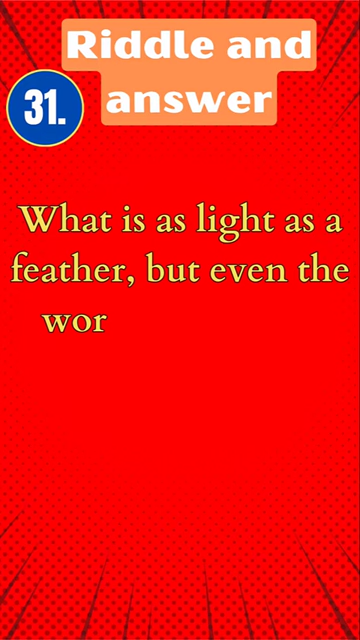 Riddle and
answer
31.
What is as light as a
feather, but even the
wor